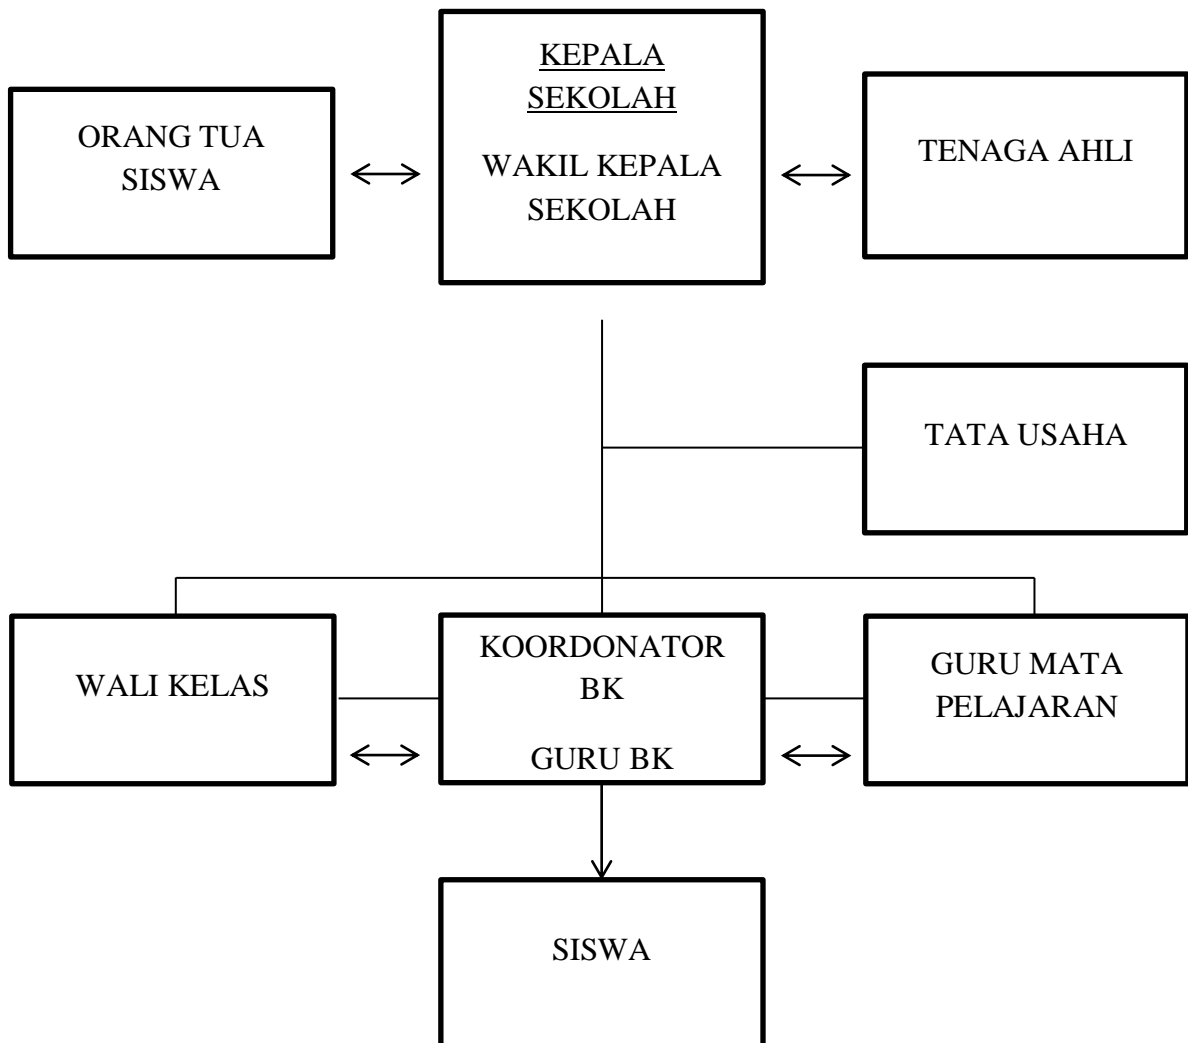 KEPALA
SEKOLAH
WAKIL KEPALA
SEKOLAH
ORANG TUA
SISWA
TENAGA AHLI
TATA USAHA
WALI KELAS
KOORDONATOR
BK
GURU BK
GURU MATA
PELAJARAN
SISWA